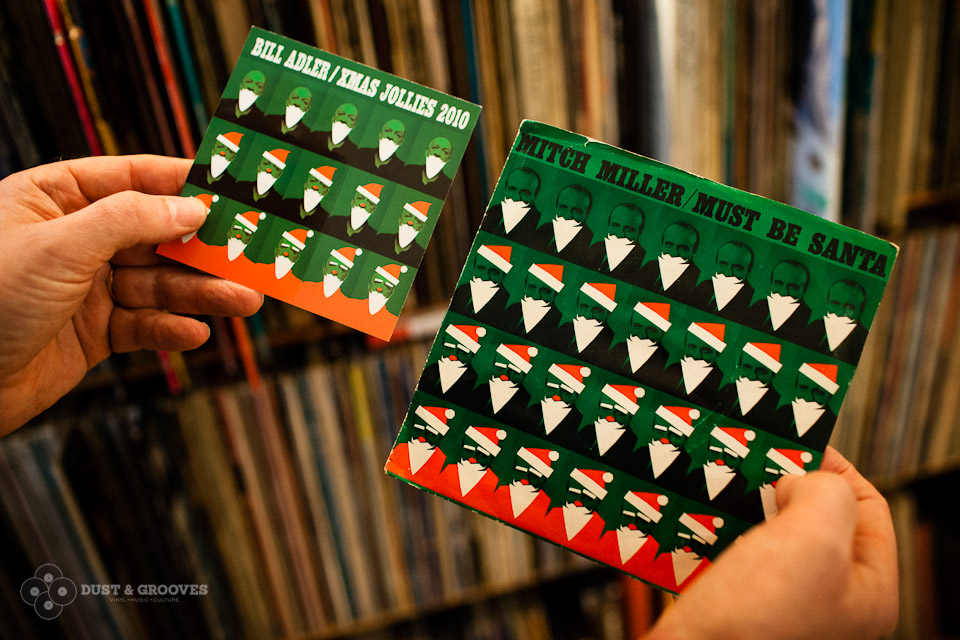 BILL ADLER/XMAS JOLLIES 2010
MITCH MILLER/MUST BE SANTA
DUST & GROOVES
VINYL•MUSIC•CULTURE